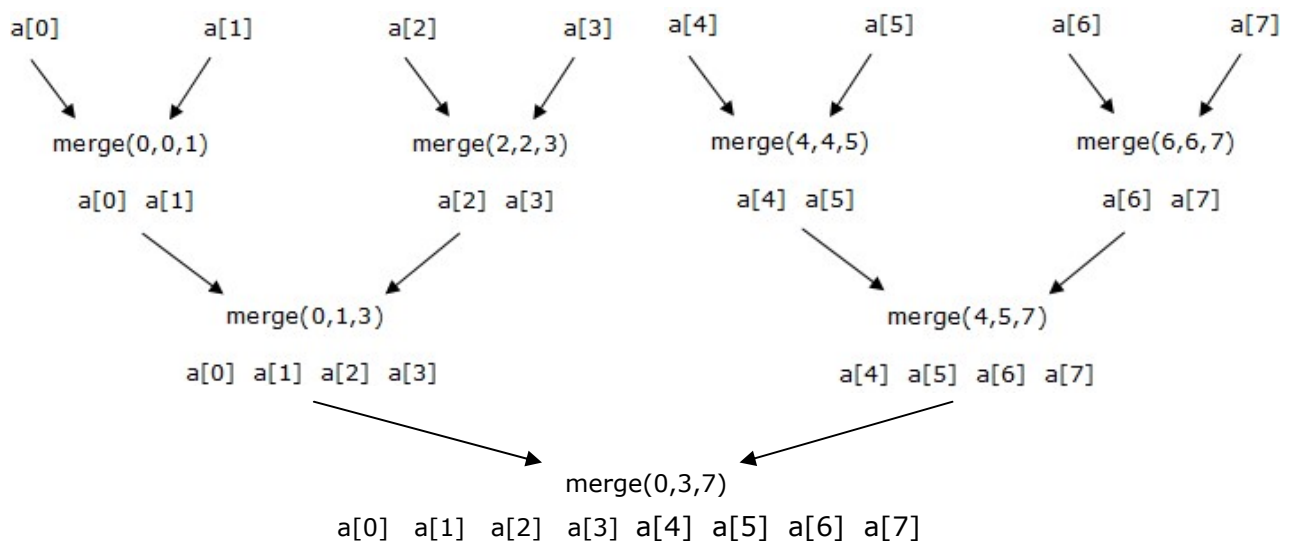 a[0] a[1] a[2] a[3] a[4] a[5] a[6] a[7]
merge(0,0,1) merge(2,2,3) merge(4,4,5) merge(6,6,7)
a[0] a[1] a[2] a[3] a[4] a[5] a[6] a[7]
merge(0,1,3) merge(4,5,7)
a[0] a[1] a[2] a[3] a[4] a[5] a[6] a[7]
merge(0,3,7)
a[0] a[1] a[2] a[3] a[4] a[5] a[6] a[7]